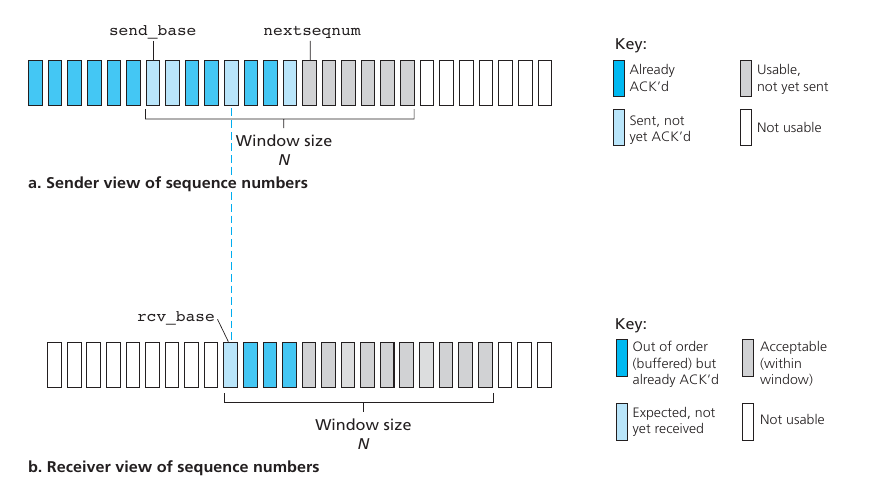 send_base
nextseqnum
Key:
Already
ACK’d
Usable,
not yet sent
Sent, not
yet ACK’d
Not usable
Window size
N
a. Sender view of sequence numbers
rcv_base
Key:
Out of order
(buffered) but
already ACK’d
Acceptable
(within
window)
Expected, not
yet received
Not usable
Window size
N
b. Receiver view of sequence numbers